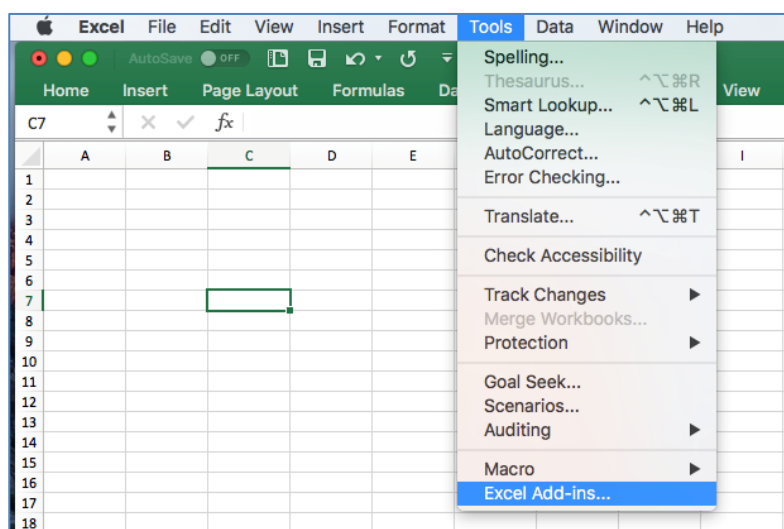 Excel File Edit View Insert Format Tools Data Window Help
AutoSave OFF
Home Insert Page Layout Formulas Da View
C7 fx
A B C D E I
1
2
3
4
5
6
7
8
9
10
11
12
13
14
15
16
17
18
Spelling...
Thesaurus... ^⌥⌘R
Smart Lookup... ^⌥⌘L
Language...
AutoCorrect...
Error Checking...
Translate... ^⌥⌘T
Check Accessibility
Track Changes
Merge Workbooks...
Protection
Goal Seek...
Scenarios...
Auditing
Macro
Excel Add-ins...